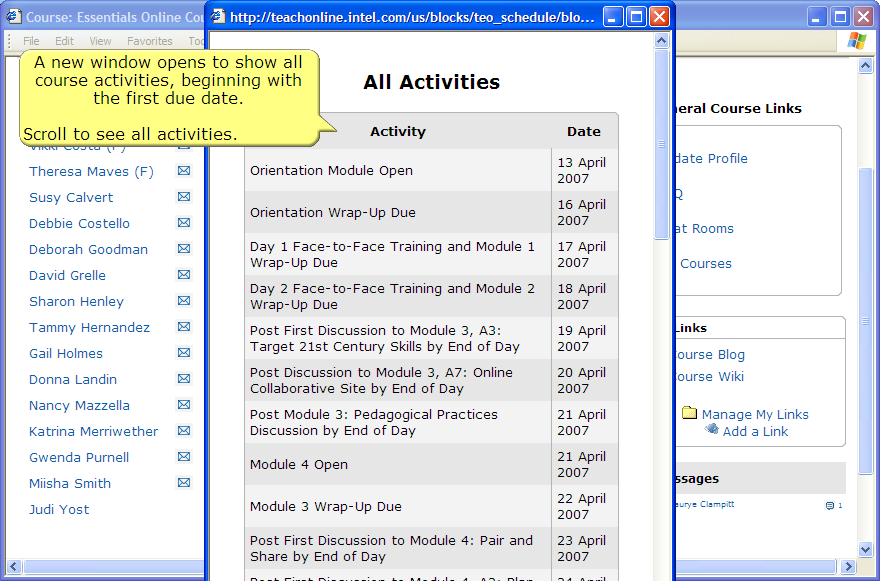 Course: Essentials Online Cou
http://teachonline.intel.com/us/blocks/teo_schedule/blo...
File Edit View Favorites Too
A new window opens to show all
course activities, beginning with
the first due date.
Scroll to see all activities.
Vikki Costa (F)
Theresa Maves (F)
Susy Calvert
Debbie Costello
Deborah Goodman
David Grelle
Sharon Henley
Tammy Hernandez
Gail Holmes
Donna Landin
Nancy Mazzella
Katrina Merriwether
Gwenda Purnell
Miisha Smith
Judi Yost
All Activities
Activity Date
Orientation Module Open 13 April
2007
Orientation Wrap-Up Due 16 April
2007
Day 1 Face-to-Face Training and Module 1 17 April
Wrap-Up Due 2007
Day 2 Face-to-Face Training and Module 2 18 April
Wrap-Up Due 2007
Post First Discussion to Module 3, A3: 19 April
Target 21st Century Skills by End of Day 2007
Post Discussion to Module 3, A7: Online 20 April
Collaborative Site by End of Day 2007
Post Module 3: Pedagogical Practices 21 April
Discussion by End of Day 2007
Module 4 Open 21 April
2007
Module 3 Wrap-Up Due 22 April
2007
Post First Discussion to Module 4: Pair and 23 April
Share by End of Day 2007
Post First Discussion to Module 4, A2: Plan 24 April
neral Course Links
date Profile
Q
at Rooms
Courses
Links
ourse Blog
ourse Wiki
Manage My Links
Add a Link
ssages
aurye Clampitt 1